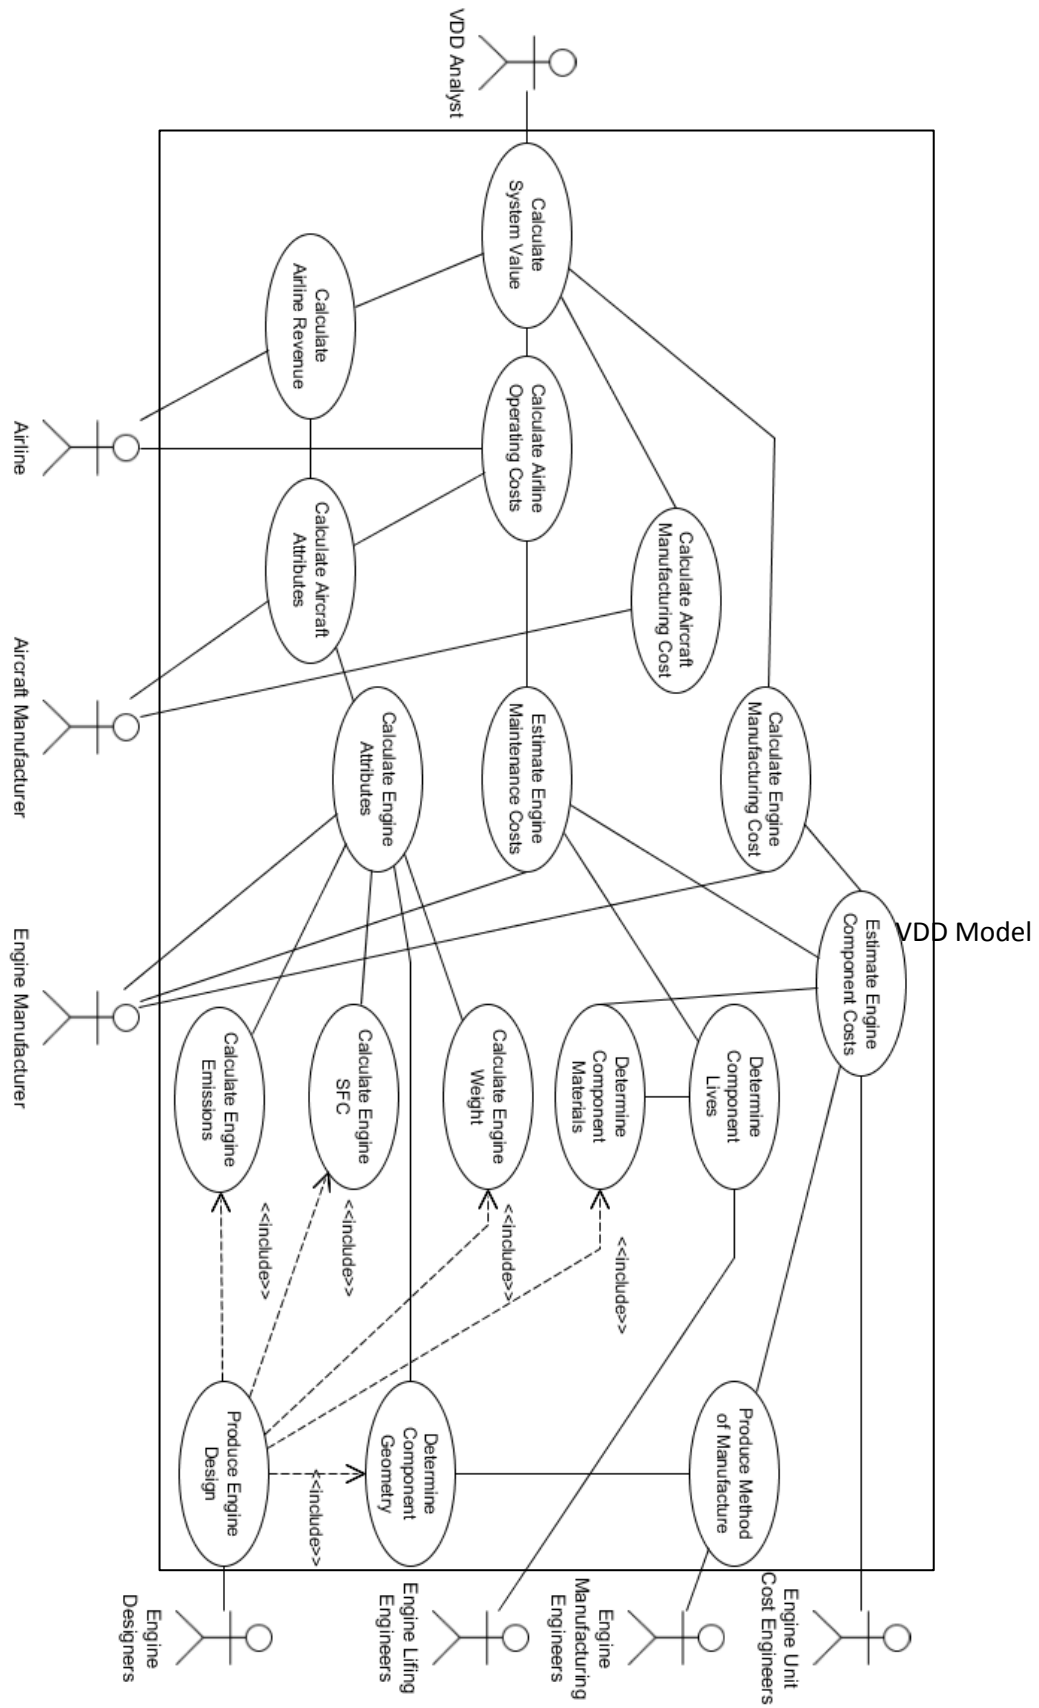 VDD Model
VDD Analyst
Calculate
System Value
Calculate
Airline Revenue
Calculate Airline
Operating Costs
Calculate Aircraft
Attributes
Calculate Aircraft
Manufacturing Cost
Calculate Engine
Manufacturing Cost
Estimate Engine
Maintenance Costs
Calculate Engine
Attributes
Estimate Engine
Component Costs
Determine
Component
Lives
Determine
Component
Materials
Calculate Engine
Weight
Calculate Engine
SFC
Calculate Engine
Emissions
<<include>>
<<include>>
<<include>>
<<include>>
<<include>>
Produce Method
of Manufacture
Determine
Component
Geometry
Produce Engine
Design
Airline
Aircraft Manufacturer
Engine Manufacturer
Engine Unit
Cost Engineers
Engine
Manufacturing
Engineers
Engine Lifing
Engineers
Engine
Designers